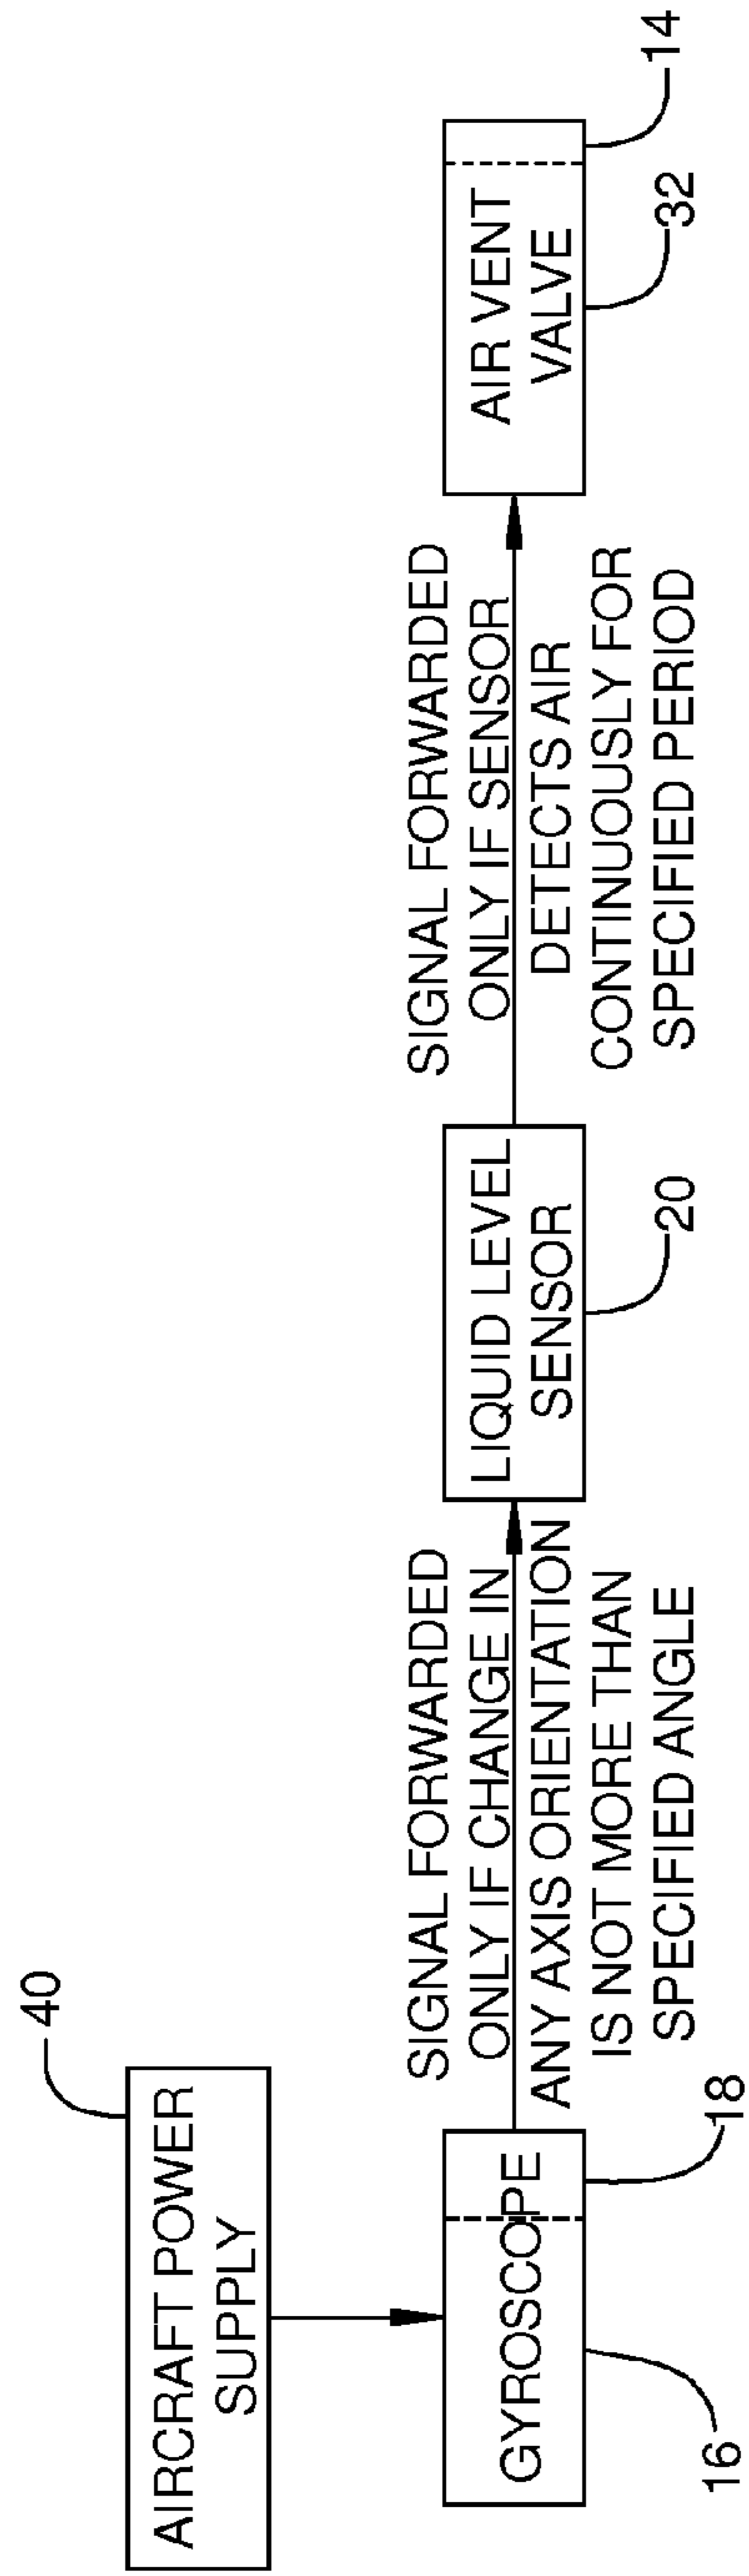 40
AIRCRAFT POWER
SUPPLY
GYROSCOPE
16
18
SIGNAL FORWARDED
ONLY IF CHANGE IN
ANY AXIS ORIENTATION
IS NOT MORE THAN
SPECIFIED ANGLE
LIQUID LEVEL
SENSOR
20
SIGNAL FORWARDED
ONLY IF SENSOR
DETECTS AIR
CONTINUOUSLY FOR
SPECIFIED PERIOD
AIR VENT
VALVE
32
14